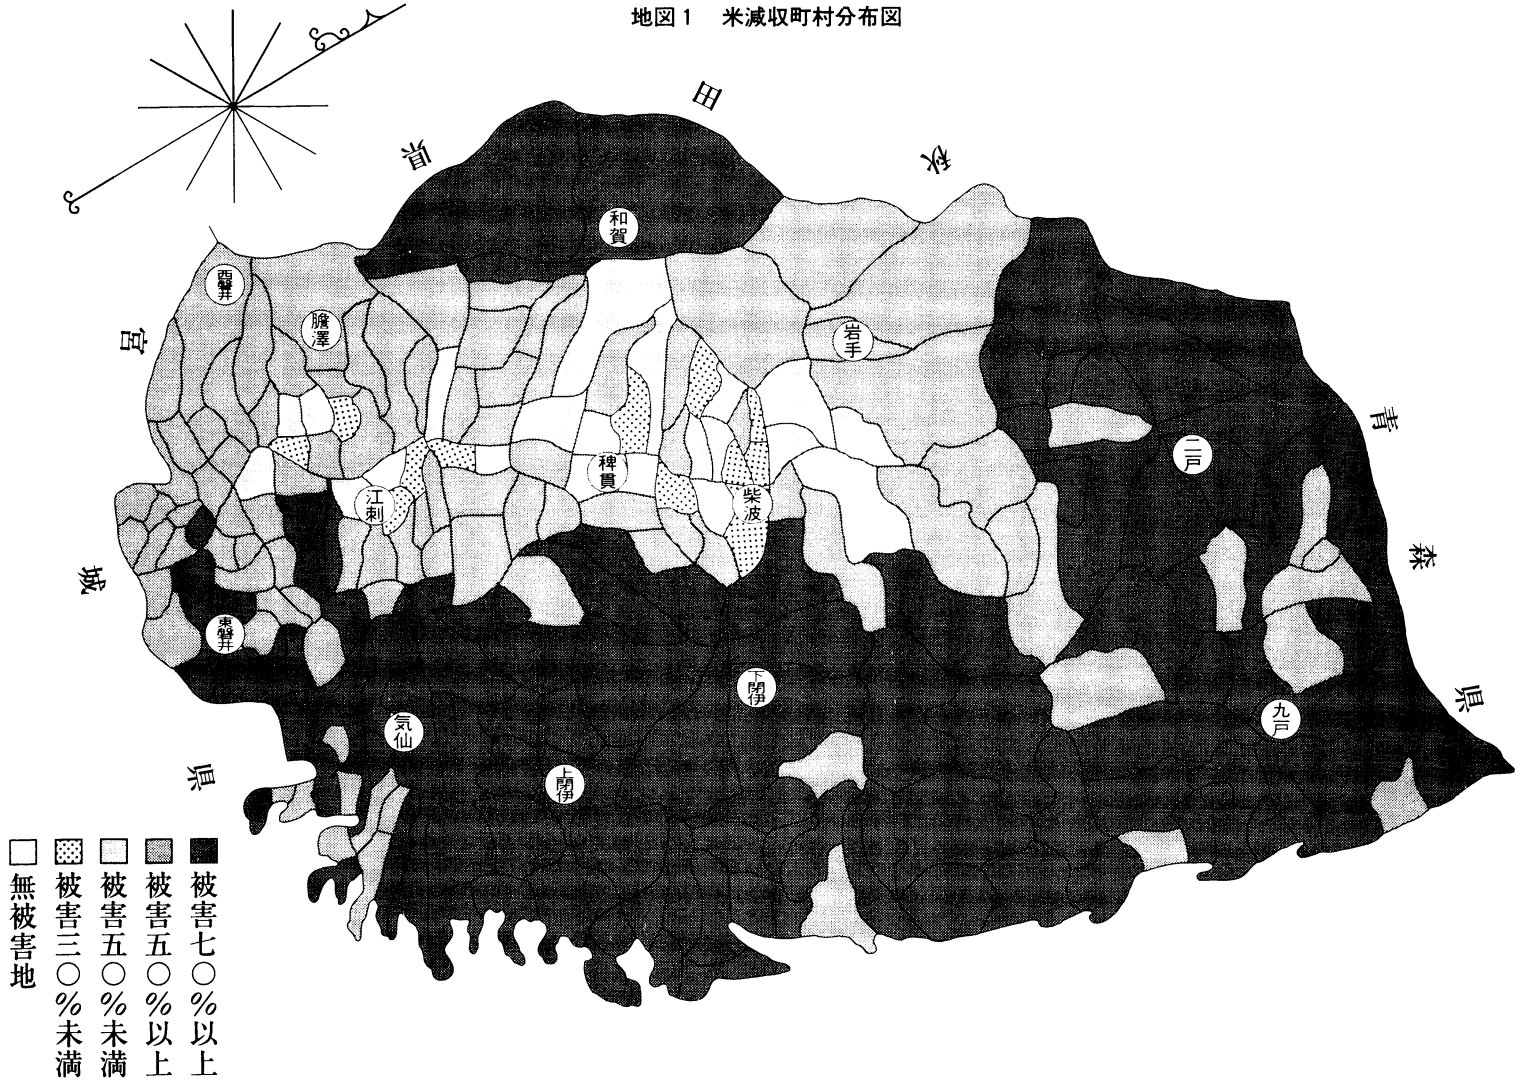 地図1 米減収町村分布図
秋田県
青森県
宮城県
和賀
西磐井
膽澤
岩手
二戸
稗貫
江刺
柴波
東磐井
下閉伊
気仙
九戸
上閉伊
被害七〇%以上
被害五〇%以上
被害五〇%未満
被害三〇%未満
無被害地